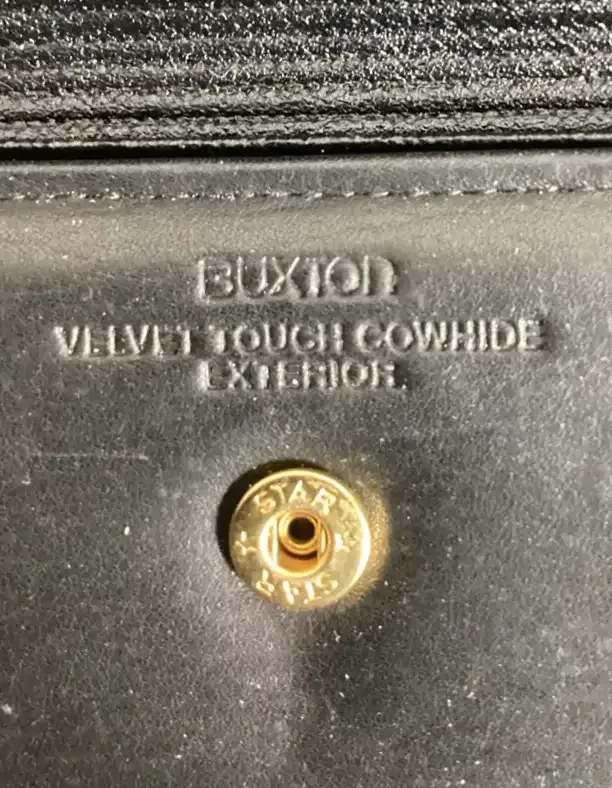 BUXTON
VELVET TOUCH COWHIDE
EXTERIOR
STAR
STAR